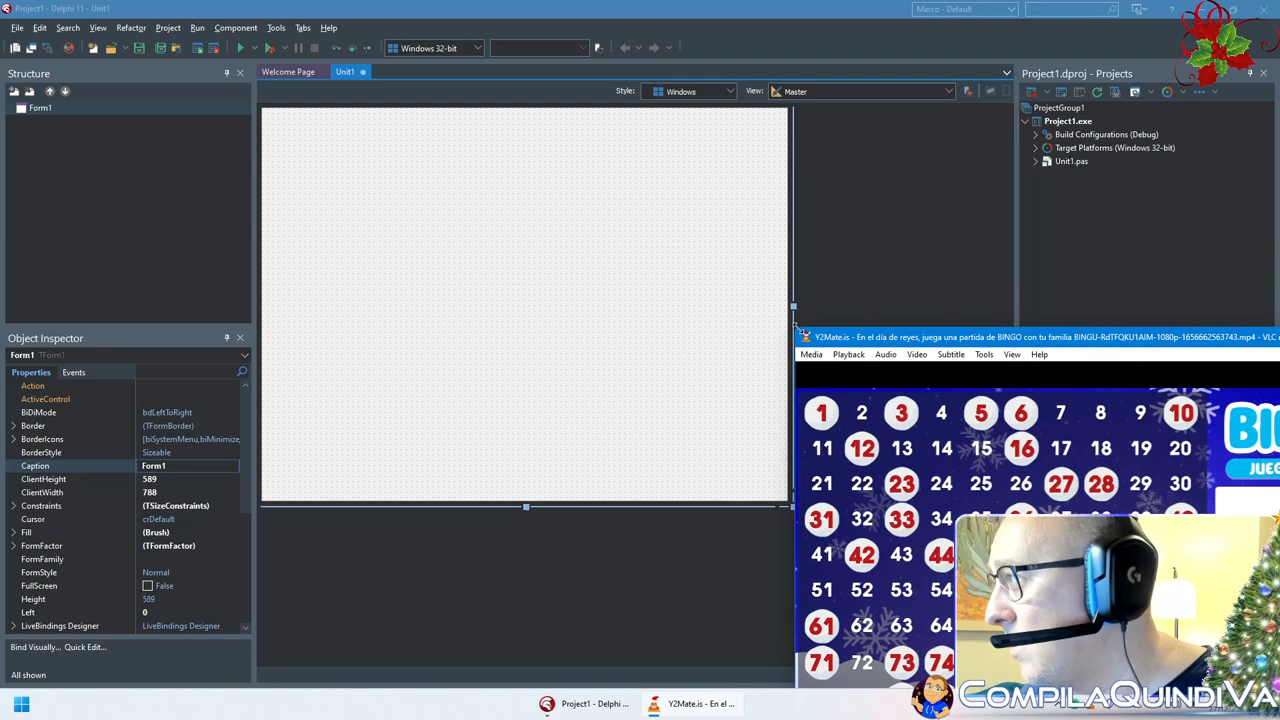 Project1 - Delphi 11 - Unit1
Marco - Default
File Edit Search View Refactor Project Run Component Tools Tabs Help
Windows 32-bit
Structure
Welcome Page Unit1
Project1.dproj - Projects
Style: Windows View: Master
Form1
ProjectGroup1
Project1.exe
Build Configurations (Debug)
Target Platforms (Windows 32-bit)
Unit1.pas
Object Inspector
Form1 TForm1
Properties Events
Action
ActiveControl
BiDiMode bdLeftToRight
Border (TFormBorder)
BorderIcons [biSystemMenu,biMinimize,
BorderStyle Sizeable
Caption Form1
ClientHeight 589
ClientWidth 788
Constraints (TSizeConstraints)
Cursor crDefault
Fill (Brush)
FormFactor (TFormFactor)
FormFamily
FormStyle Normal
FullScreen False
Height 589
Left 0
LiveBindings Designer LiveBindings Designer
Bind Visually... Quick Edit...
All shown
Y2Mate.is - En el día de reyes, juega una partida de BINGO con tu familia BINGU-RdTFQKU1AIM-1080p-1656662563743.mp4 - VLC
Media Playback Audio Video Subtitle Tools View Help
1 2 3 4 5 6 7 8 9 10
11 12 13 14 15 16 17 18 19 20
21 22 23 24 25 26 27 28 29 30
31 32 33 34
41 42 43 44
51 52 53 54
61 62 63 64
71 72 73 74
COMPILAQUINDIVA
Project1 - Delphi ...
Y2Mate.is - En el ...